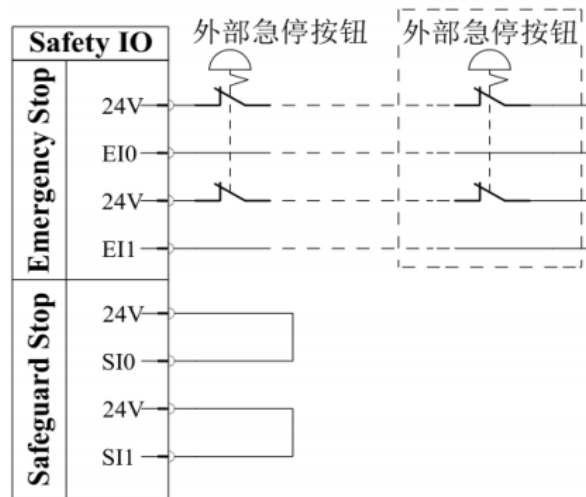 Safety IO
外部急停按钮
外部急停按钮
Emergency Stop
24V
EI0
24V
EI1
Safeguard Stop
24V
SI0
24V
SI1